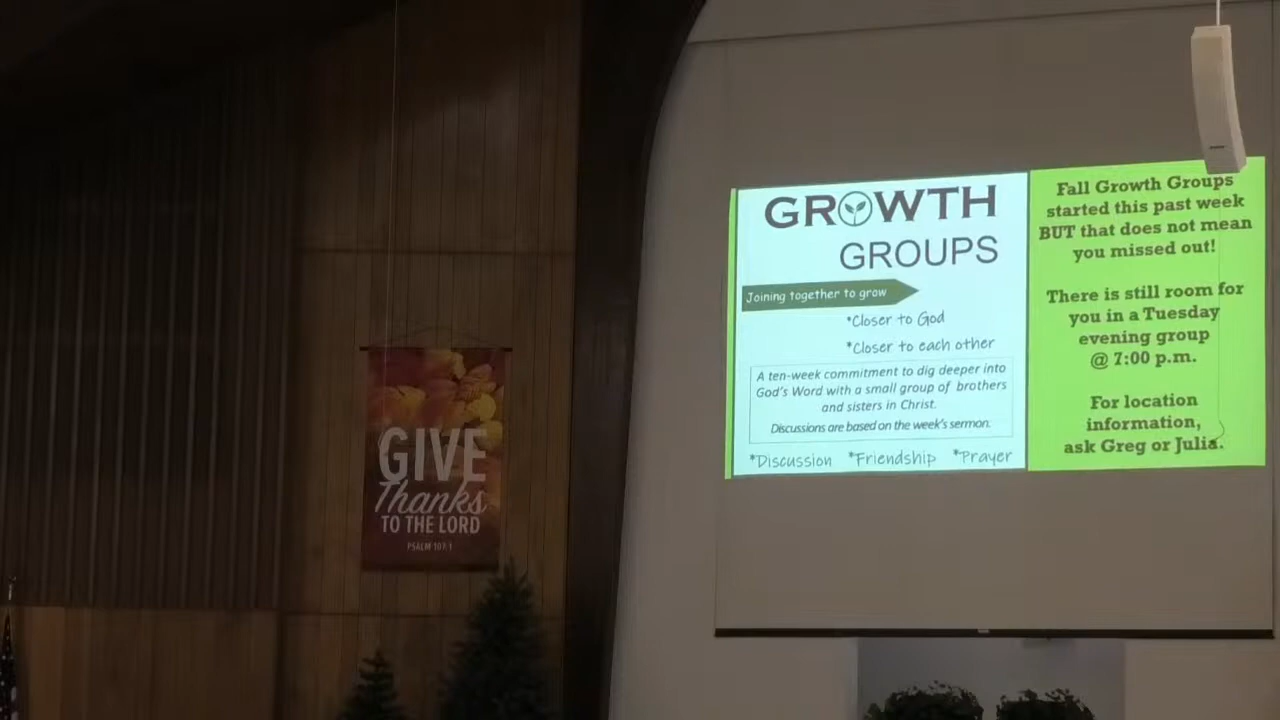 GROWTH
GROUPS
Joining together to grow
*Closer to God
*Closer to each other
A ten-week commitment to dig deeper into
God's Word with a small group of brothers
and sisters in Christ.
Discussions are based on the week's sermon.
*Discussion *Friendship *Prayer
Fall Growth Groups
started this past week
BUT that does not mean
you missed out!
There is still room for
you in a Tuesday
evening group
@ 7:00 p.m.
For location
information,
ask Greg or Julia.
GIVE
Thanks
TO THE LORD
PSALM 107:1